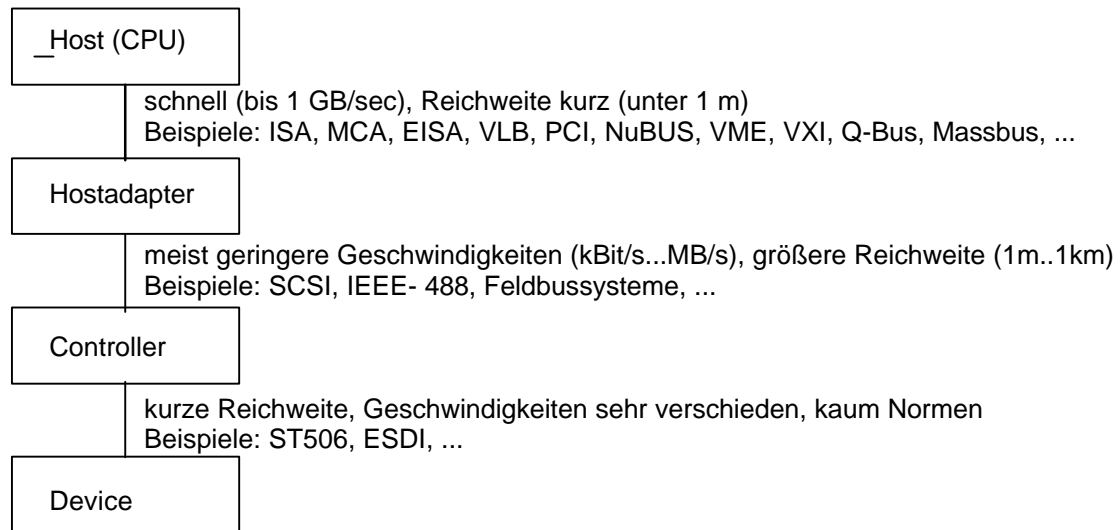 _Host (CPU)
schnell (bis 1 GB/sec), Reichweite kurz (unter 1 m)
Beispiele: ISA, MCA, EISA, VLB, PCI, NuBUS, VME, VXI, Q-Bus, Massbus, ...
Hostadapter
meist geringere Geschwindigkeiten (kBit/s...MB/s), größere Reichweite (1m..1km)
Beispiele: SCSI, IEEE- 488, Feldbussysteme, ...
Controller
kurze Reichweite, Geschwindigkeiten sehr verschieden, kaum Normen
Beispiele: ST506, ESDI, ...
Device